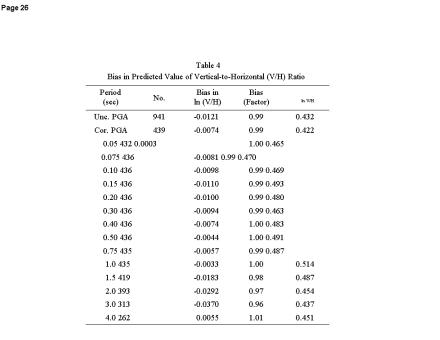 Page 26
Table 4
Bias in Predicted Value of Vertical-to-Horizontal (V/H) Ratio
Period Bias in Bias
(sec) No. ln (V/H) (Factor) ln V/H
Unc. PGA 941 -0.0121 0.99 0.432
Cor. PGA 439 -0.0074 0.99 0.422
0.05 432 0.0003 1.00 0.465
0.075 436 -0.0081 0.99 0.470
0.10 436 -0.0098 0.99 0.469
0.15 436 -0.0110 0.99 0.493
0.20 436 -0.0100 0.99 0.480
0.30 436 -0.0094 0.99 0.463
0.40 436 -0.0074 1.00 0.483
0.50 436 -0.0044 1.00 0.491
0.75 435 -0.0057 0.99 0.487
1.0 435 -0.0033 1.00 0.514
1.5 419 -0.0183 0.98 0.487
2.0 393 -0.0292 0.97 0.454
3.0 313 -0.0370 0.96 0.437
4.0 262 0.0055 1.01 0.451